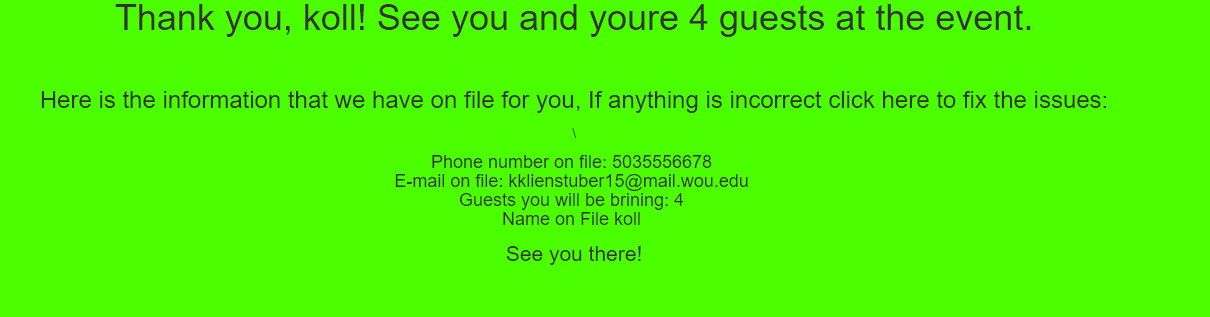 Thank you, koll! See you and youre 4 guests at the event.
Here is the information that we have on file for you, If anything is incorrect click here to fix the issues:
\
Phone number on file: 5035556678
E-mail on file: kklienstuber15@mail.wou.edu
Guests you will be brining: 4
Name on File koll
See you there!